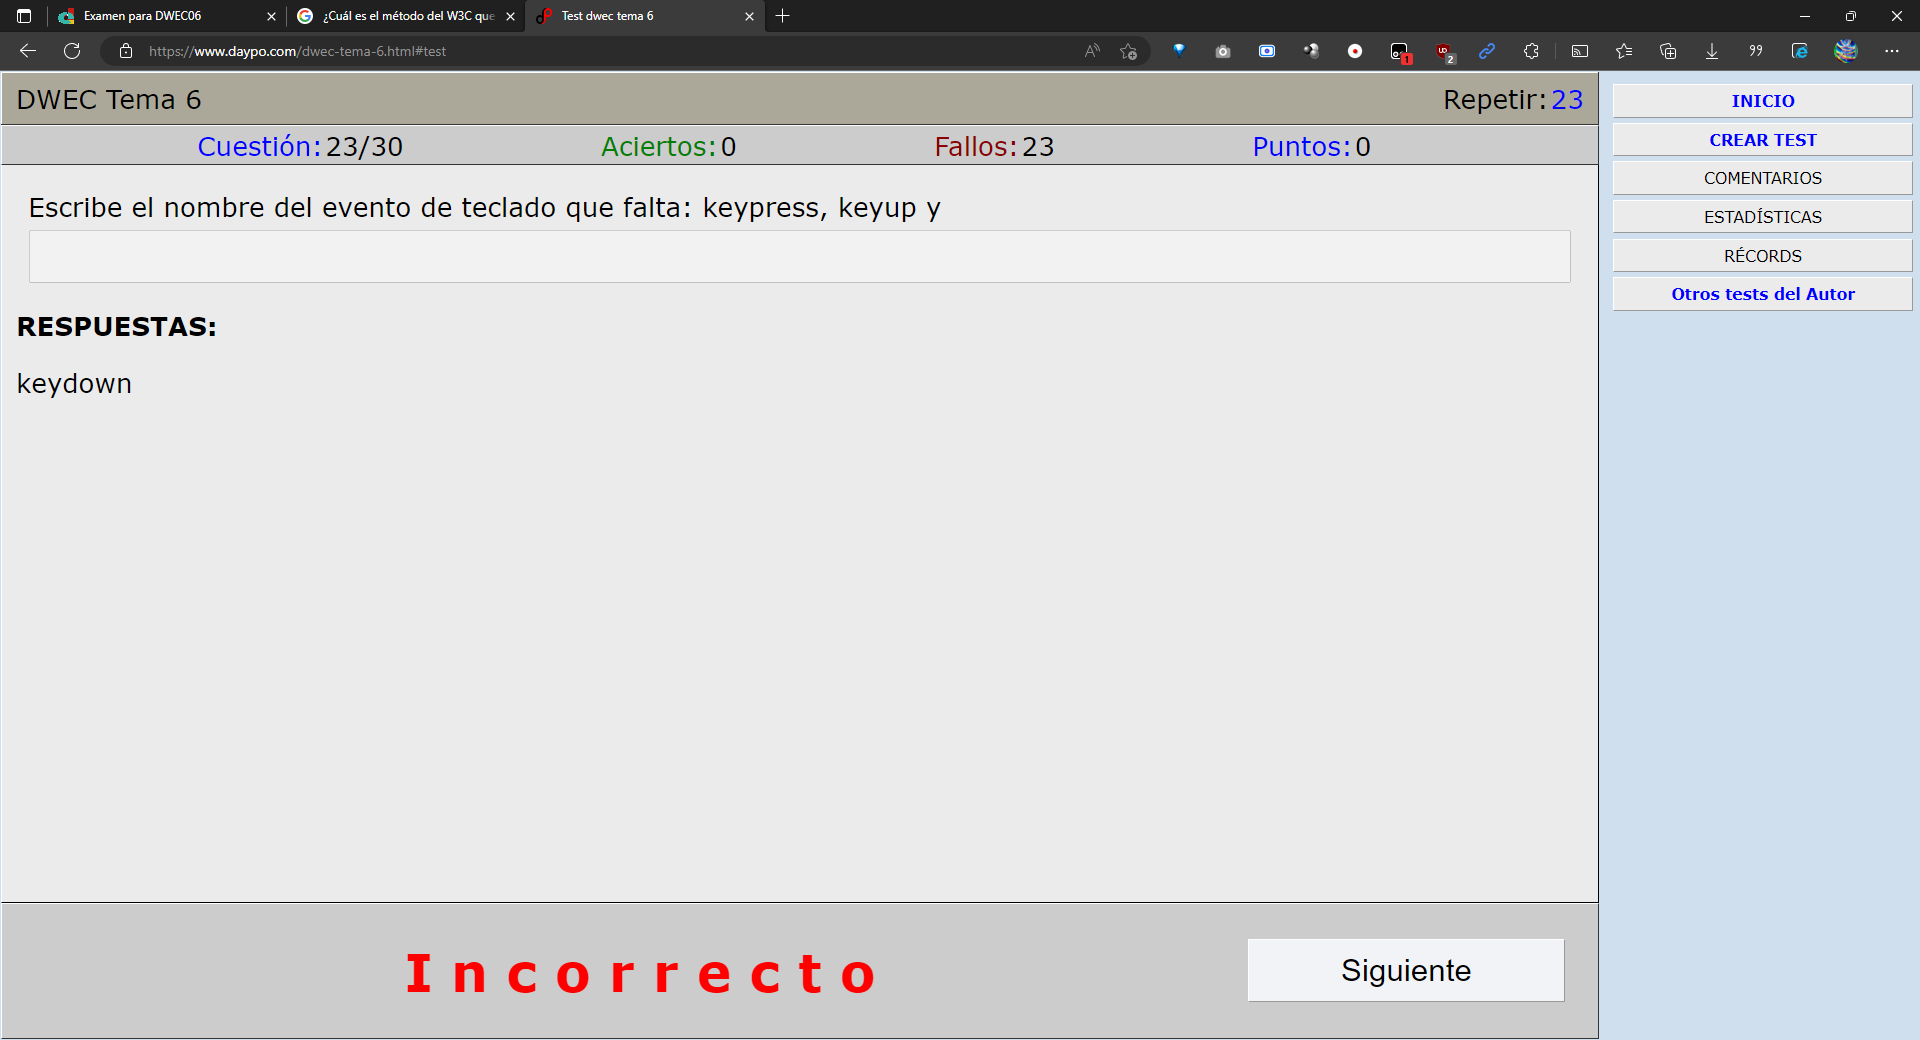 Examen para DWEC06
¿Cuál es el método del W3C que
Test dwec tema 6
https://www.daypo.com/dwec-tema-6.html#test
1
2
DWEC Tema 6
Repetir: 23
Cuestión: 23/30
Aciertos: 0
Fallos: 23
Puntos: 0
Escribe el nombre del evento de teclado que falta: keypress, keyup y
RESPUESTAS:
keydown
Incorrecto
Siguiente
INICIO
CREAR TEST
COMENTARIOS
ESTADÍSTICAS
RÉCORDS
Otros tests del Autor